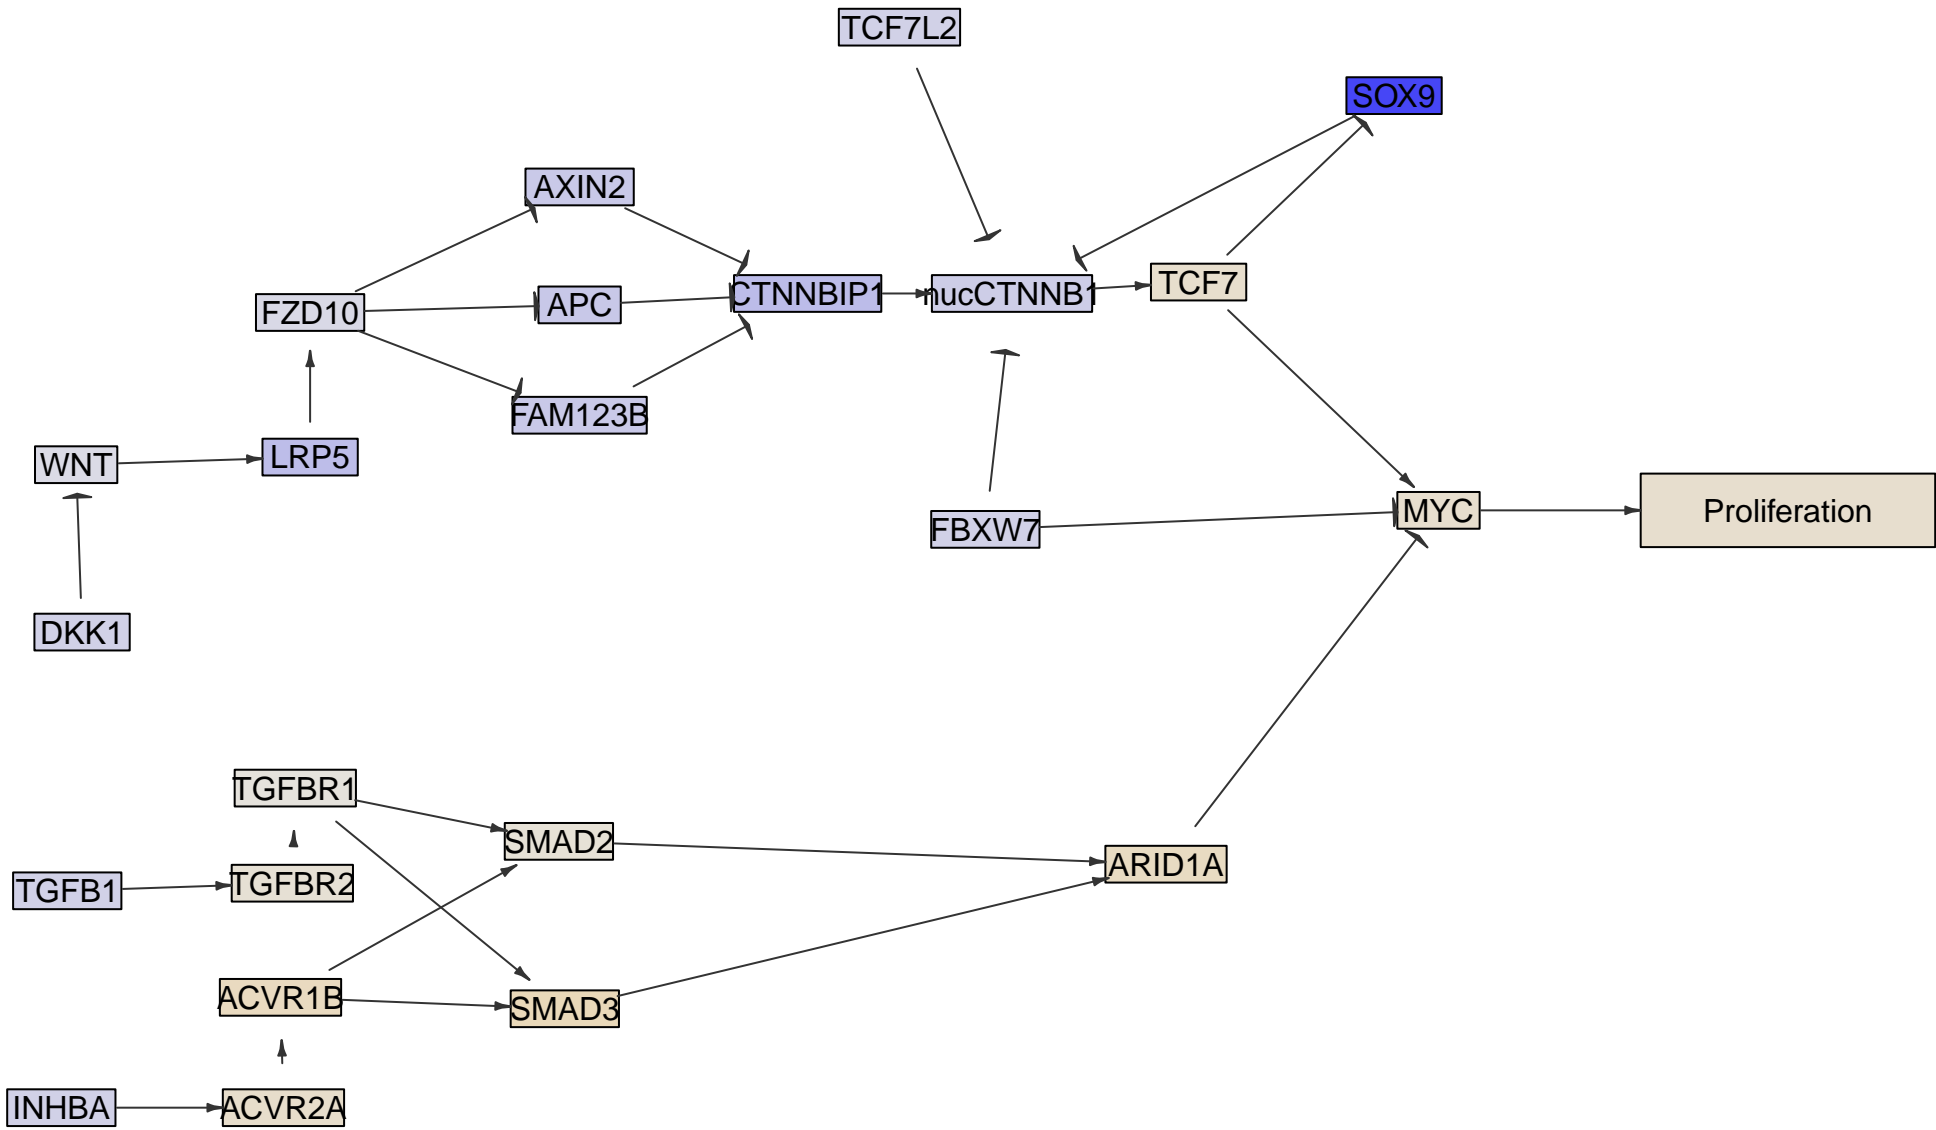 TCF7L2
SOX9
AXIN2
TCF7
CTNNBIP1
nucCTNNB1
APC
FZD10
FAM123B
LRP5
WNT
MYC
Proliferation
FBXW7
DKK1
TGFBR1
SMAD2
ARID1A
TGFBR2
TGFB1
ACVR1B
SMAD3
INHBA
ACVR2A